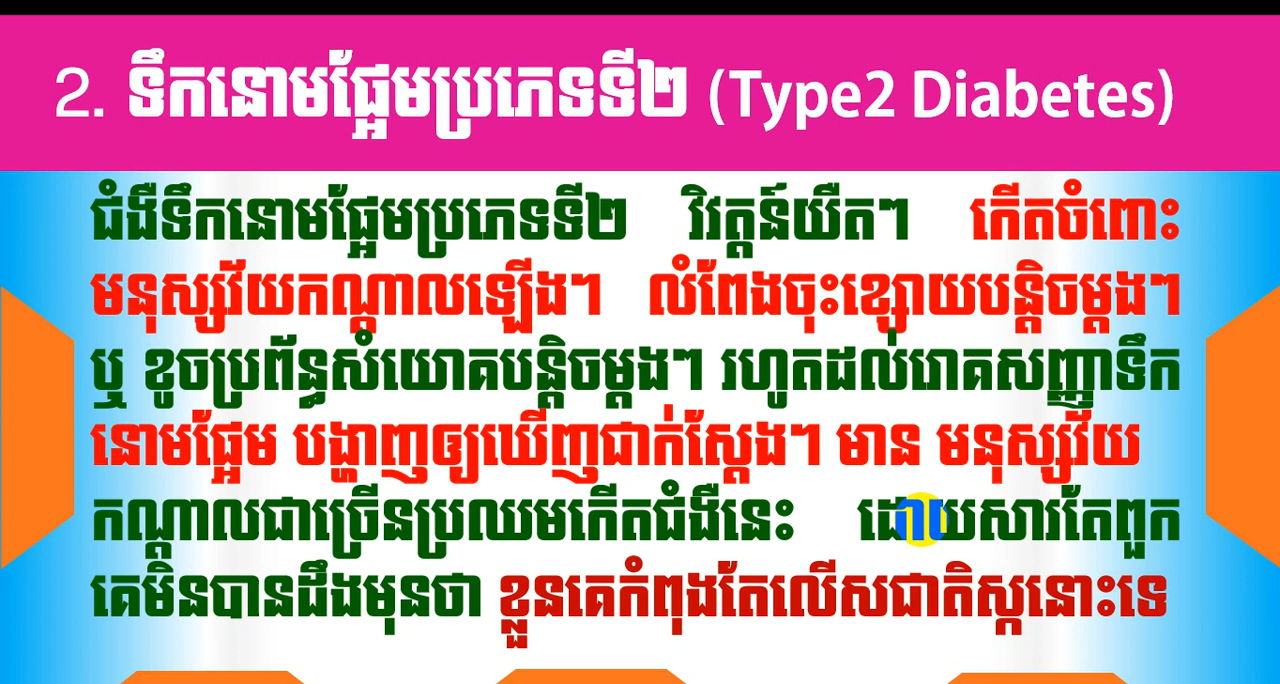 2. ទឹកនោមផ្អែមប្រភេទទី២ (Type2 Diabetes)
ជំងឺទឹកនោមផ្អែមប្រភេទទី២ វិវត្តន៍យឺតៗ កើតចំពោះ
មនុស្សវ័យកណ្តាលឡើងៗ លំពែងចុះខ្សោយបន្តិចម្តងៗ
ឬ ខូចប្រព័ន្ធសំយោគបន្តិចម្តងៗ រហូតដល់រោគសញ្ញាទឹក
នោមផ្អែម បង្ហាញឲ្យឃើញជាក់ស្តែងៗ មាន មនុស្សវ័យ
កណ្តាលជាច្រើនប្រឈមកើតជំងឺនេះ ដោយសារតែពួក
គេមិនបានដឹងមុនថា ខ្លួនគេកំពុងតែលើសជាតិស្ករនោះទេ